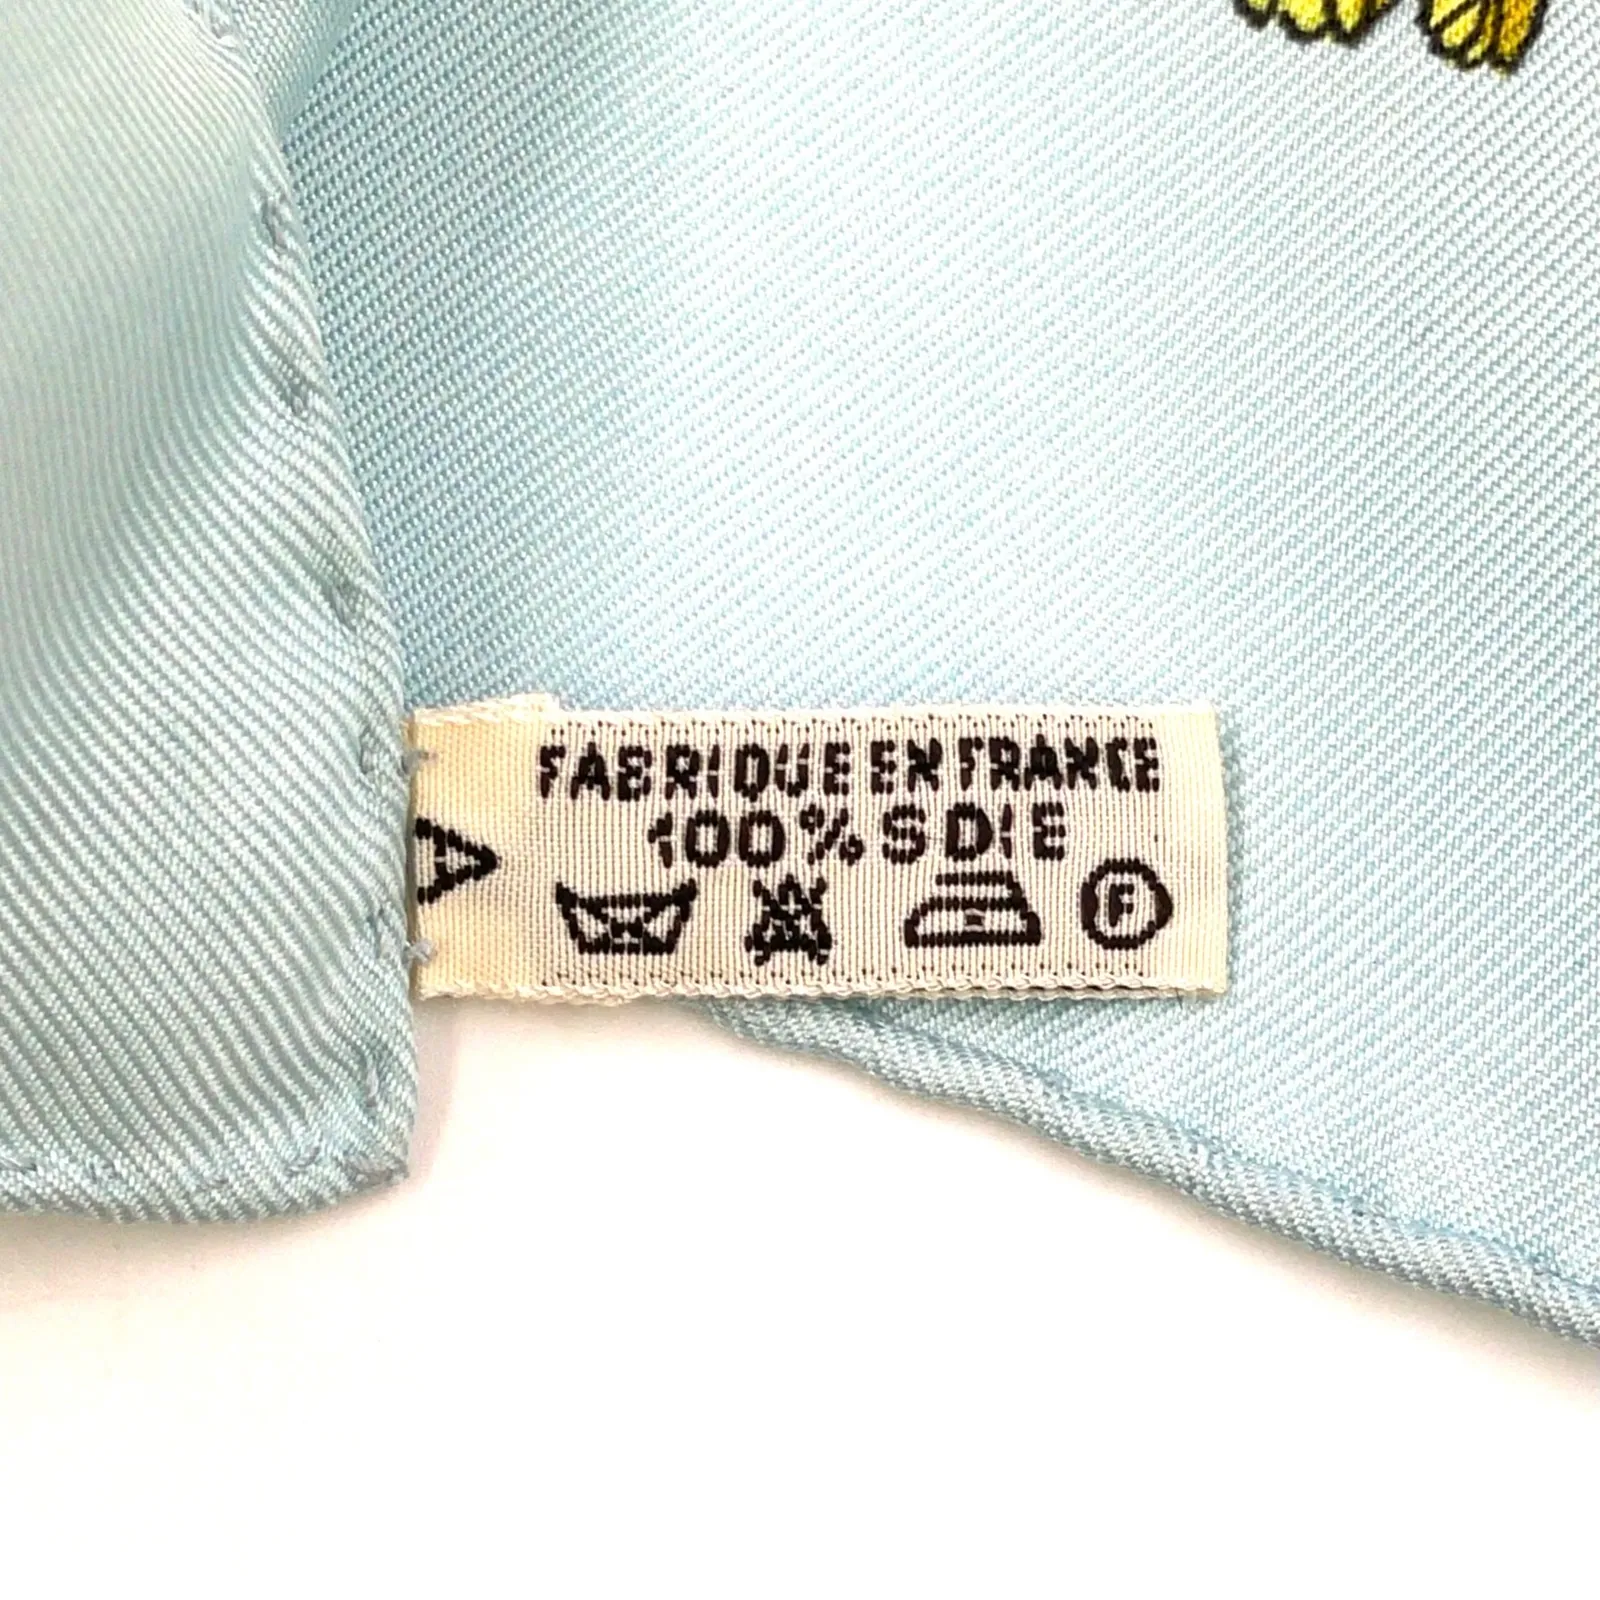 FABRIQUE EN FRANCE
100% SOIE
A
F